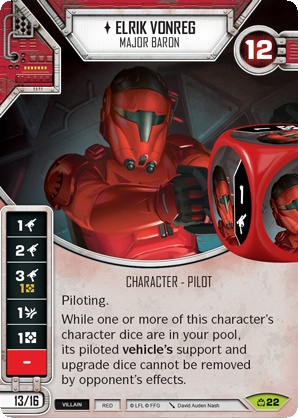 ELRIK VONREG
MAJOR BARON
12
1
1
2
3
1
1
1
–
CHARACTER - PILOT
Piloting.
While one or more of this character's
character dice are in your pool,
its piloted vehicle's support and
upgrade dice cannot be removed
by opponent's effects.
13/16
VILLAIN
RED
© LFL © FFG
David Auden Nash
22